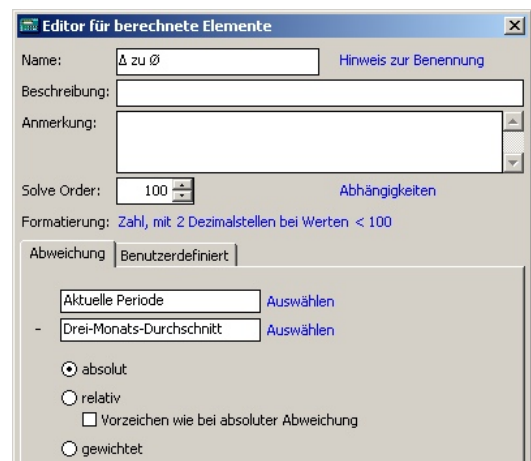 Editor für berechnete Elemente
Name: Δ zu Ø Hinweis zur Benennung
Beschreibung:
Anmerkung:
Solve Order: 100 Abhängigkeiten
Formatierung: Zahl, mit 2 Dezimalstellen bei Werten < 100
Abweichung Benutzerdefiniert
Aktuelle Periode Auswählen
- Drei-Monats-Durchschnitt Auswählen
absolut
relativ
Vorzeichen wie bei absoluter Abweichung
gewichtet